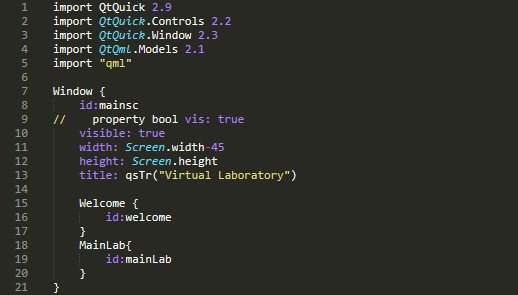 1 import QtQuick 2.9
2 import QtQuick.Controls 2.2
3 import QtQuick.Window 2.3
4 import QtQml.Models 2.1
5 import "qml"
6
7 Window {
8     id:mainsc
9 //    property bool vis: true
10     visible: true
11     width: Screen.width-45
12     height: Screen.height
13     title: qsTr("Virtual Laboratory")
14
15     Welcome {
16         id:welcome
17     }
18     MainLab{
19         id:mainLab
20     }
21 }